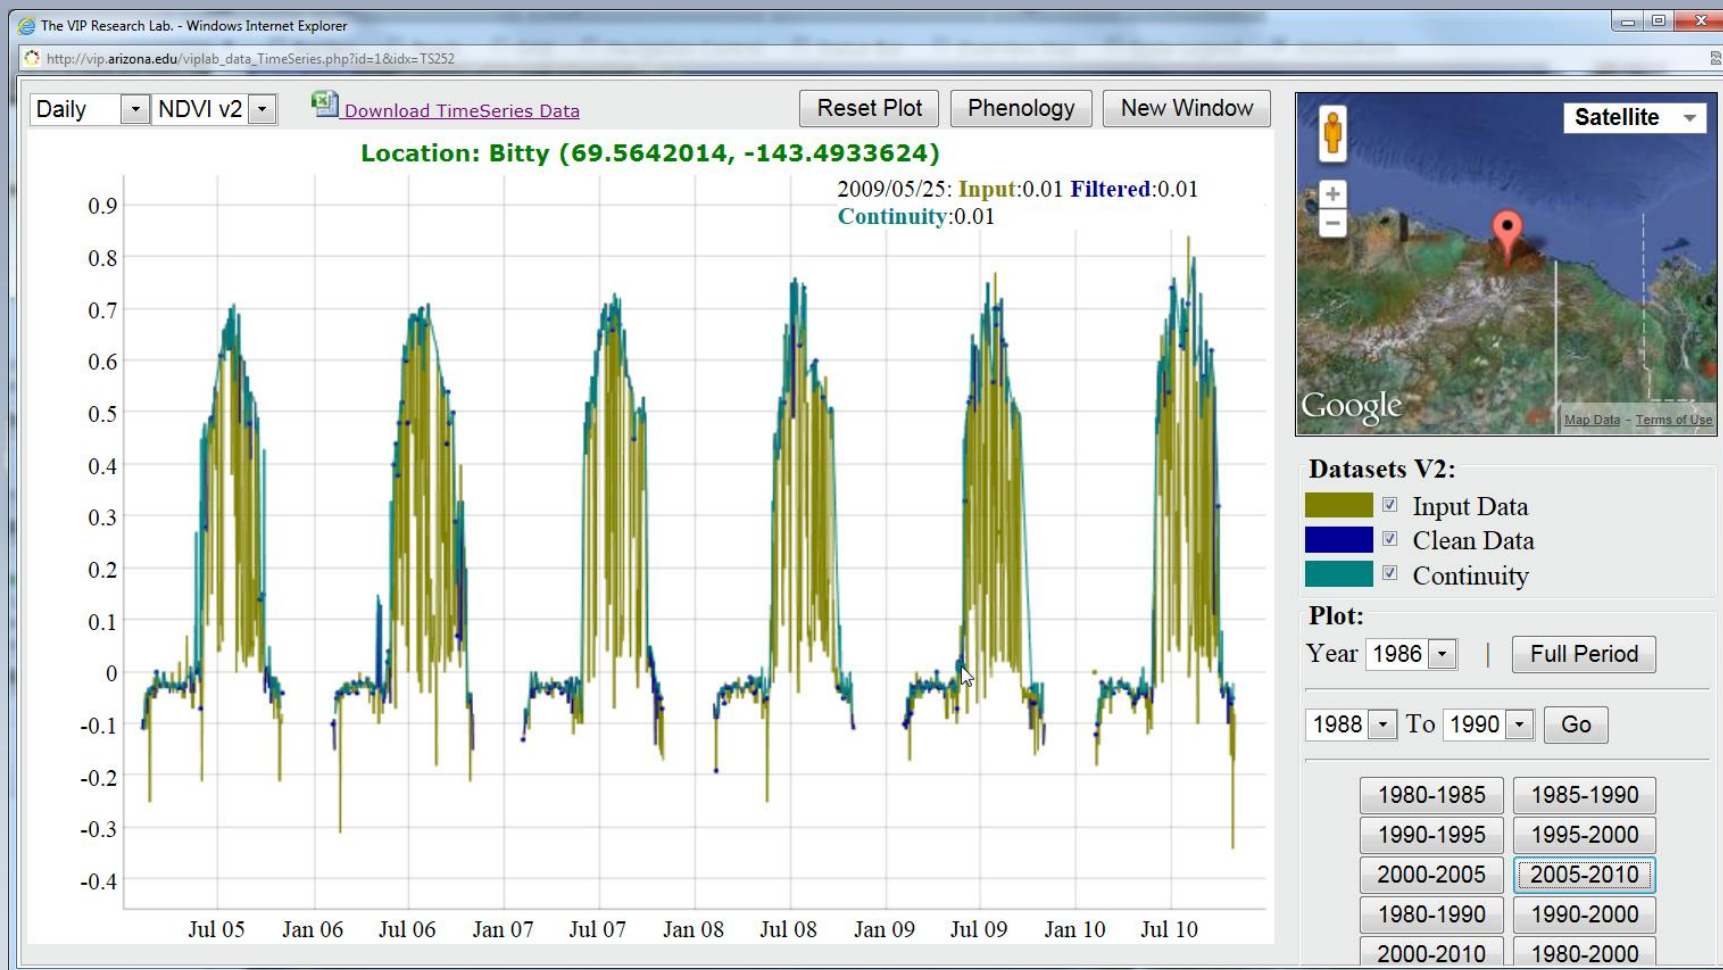 The VIP Research Lab. - Windows Internet Explorer
http://vip.arizona.edu/viplab_data_TimeSeries.php?id=1&idx=TS252
Daily NDVI v2 Download TimeSeries Data Reset Plot Phenology New Window
Location: Bitty (69.5642014, -143.4933624)
2009/05/25: Input:0.01 Filtered:0.01
Continuity:0.01
0.9
0.8
0.7
0.6
0.5
0.4
0.3
0.2
0.1
0
-0.1
-0.2
-0.3
-0.4
Jul 05 Jan 06 Jul 06 Jan 07 Jul 07 Jan 08 Jul 08 Jan 09 Jul 09 Jan 10 Jul 10
Satellite
+
−
Google
Map Data - Terms of Use
Datasets V2:
Input Data
Clean Data
Continuity
Plot:
Year 1986 | Full Period
1988 To 1990 Go
1980-1985 1985-1990
1990-1995 1995-2000
2000-2005 2005-2010
1980-1990 1990-2000
2000-2010 1980-2000